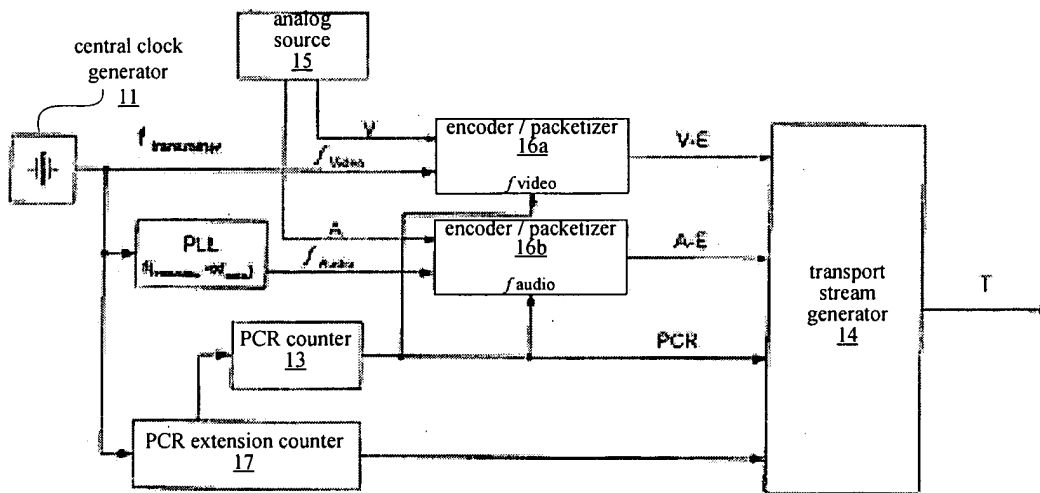 analog
source
15
central clock
generator
11
f
V
encoder / packetizer
16a
f video
V-E
f Video
A
encoder / packetizer
16b
f audio
A-E
PLL
f Audio
transport
stream
generator
14
T
PCR counter
13
PCR
PCR extension counter
17